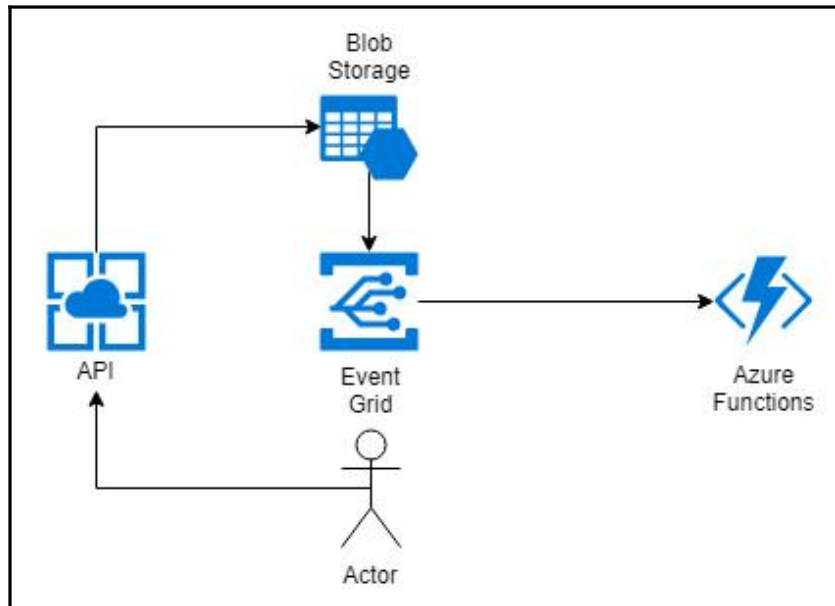 Blob
Storage
API
Event
Grid
Azure
Functions
Actor